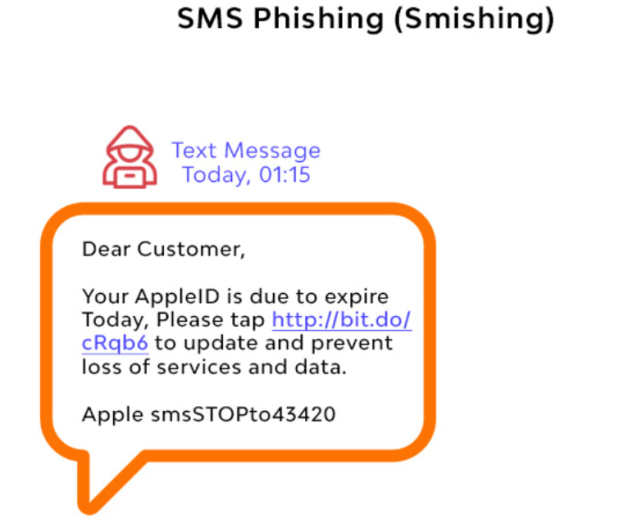 SMS Phishing (Smishing)
Text Message
Today, 01:15
Dear Customer,
Your AppleID is due to expire
Today, Please tap http://bit.do/
cRqb6 to update and prevent
loss of services and data.
Apple smsSTOPto43420